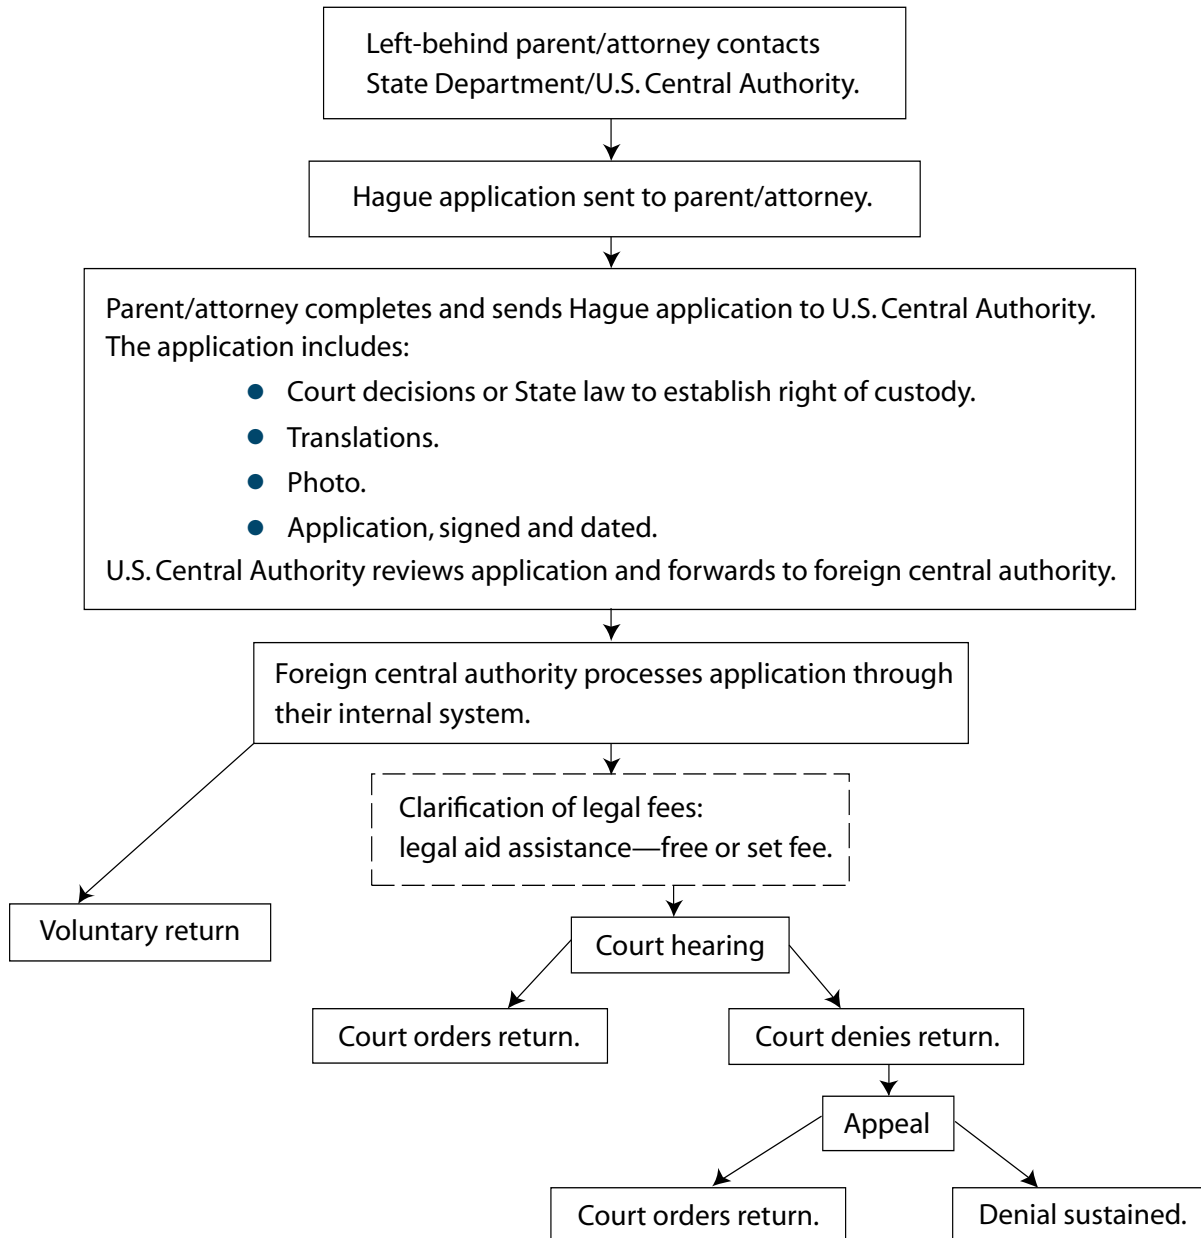 Left-behind parent/attorney contacts
State Department/U.S. Central Authority.
Hague application sent to parent/attorney.
Parent/attorney completes and sends Hague application to U.S. Central Authority.
The application includes:
● Court decisions or State law to establish right of custody.
● Translations.
● Photo.
● Application, signed and dated.
U.S. Central Authority reviews application and forwards to foreign central authority.
Foreign central authority processes application through
their internal system.
Clarification of legal fees:
legal aid assistance—free or set fee.
Voluntary return
Court hearing
Court orders return.
Court denies return.
Appeal
Court orders return.
Denial sustained.